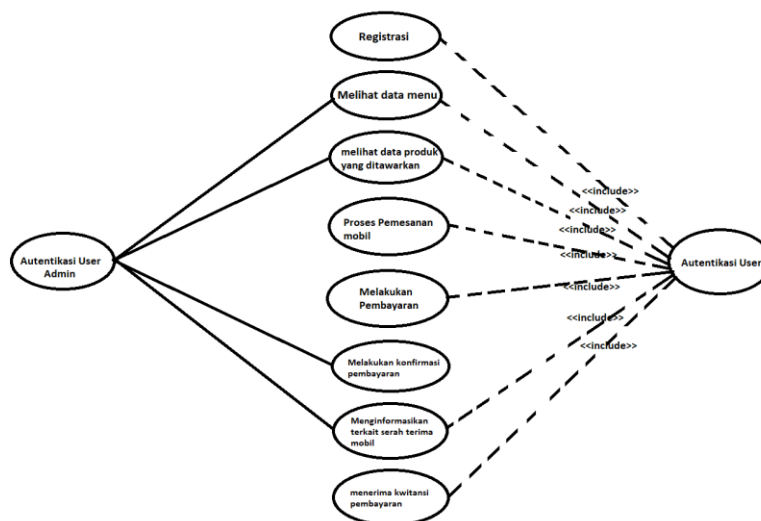 Registrasi
Melihat data menu
melihat data produk
yang ditawarkan
<<include>>
<<include>>
Proses Pemesanan
mobil
<<include>>
<<include>>
Autentikasi User
Admin
Autentikasi User
Melakukan
Pembayaran
<<include>>
<<include>>
<<include>>
Melakukan konfirmasi
pembayaran
Menginformasikan
terkait serah terima
mobil
menerima kwitansi
pembayaran